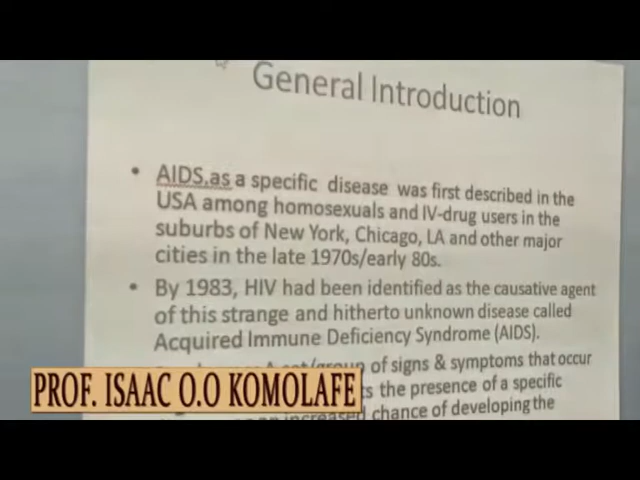 General Introduction
• AIDS.as a specific disease was first described in the
USA among homosexuals and IV-drug users in the
suburbs of New York, Chicago, LA and other major
cities in the late 1970s/early 80s.
• By 1983, HIV had been identified as the causative agent
of this strange and hitherto unknown disease called
Acquired Immune Deficiency Syndrome (AIDS).
of signs & symptoms that occur
the presence of a specific
increased chance of developing the
PROF. ISAAC O.O KOMOLAFE